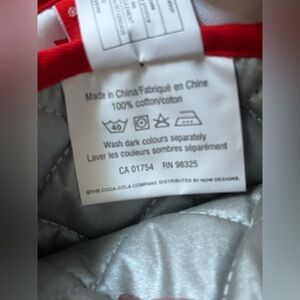 Made in China/Fabriqué en Chine
100% cotton/coton
40
Wash dark colours separately
Laver les couleurs sombres séparément
CA 01754 RN 98325
©THE COCA-COLA COMPANY. DISTRIBUTED BY NOW DESIGNS.